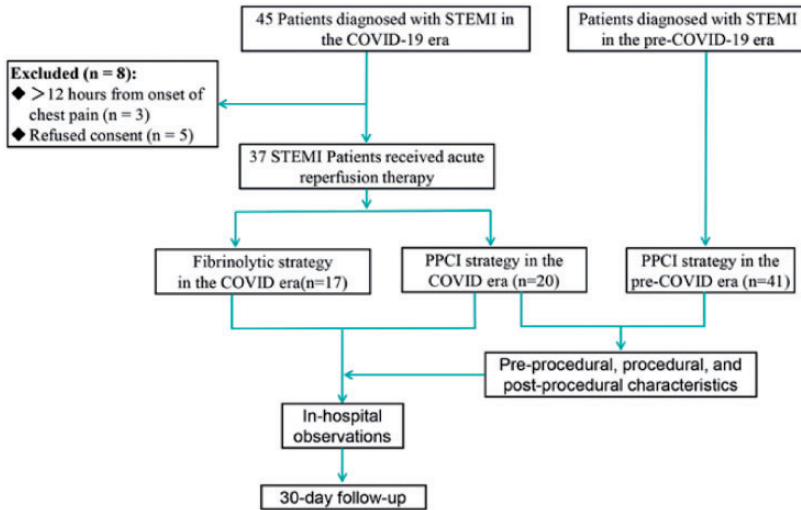 45 Patients diagnosed with STEMI in
the COVID-19 era
Patients diagnosed with STEMI
in the pre-COVID-19 era
Excluded (n = 8):
◆ >12 hours from onset of
chest pain (n = 3)
◆ Refused consent (n = 5)
37 STEMI Patients received acute
reperfusion therapy
Fibrinolytic strategy
in the COVID era(n=17)
PPCI strategy in the
COVID era (n=20)
PPCI strategy in the
pre-COVID era (n=41)
Pre-procedural, procedural, and
post-procedural characteristics
In-hospital
observations
30-day follow-up